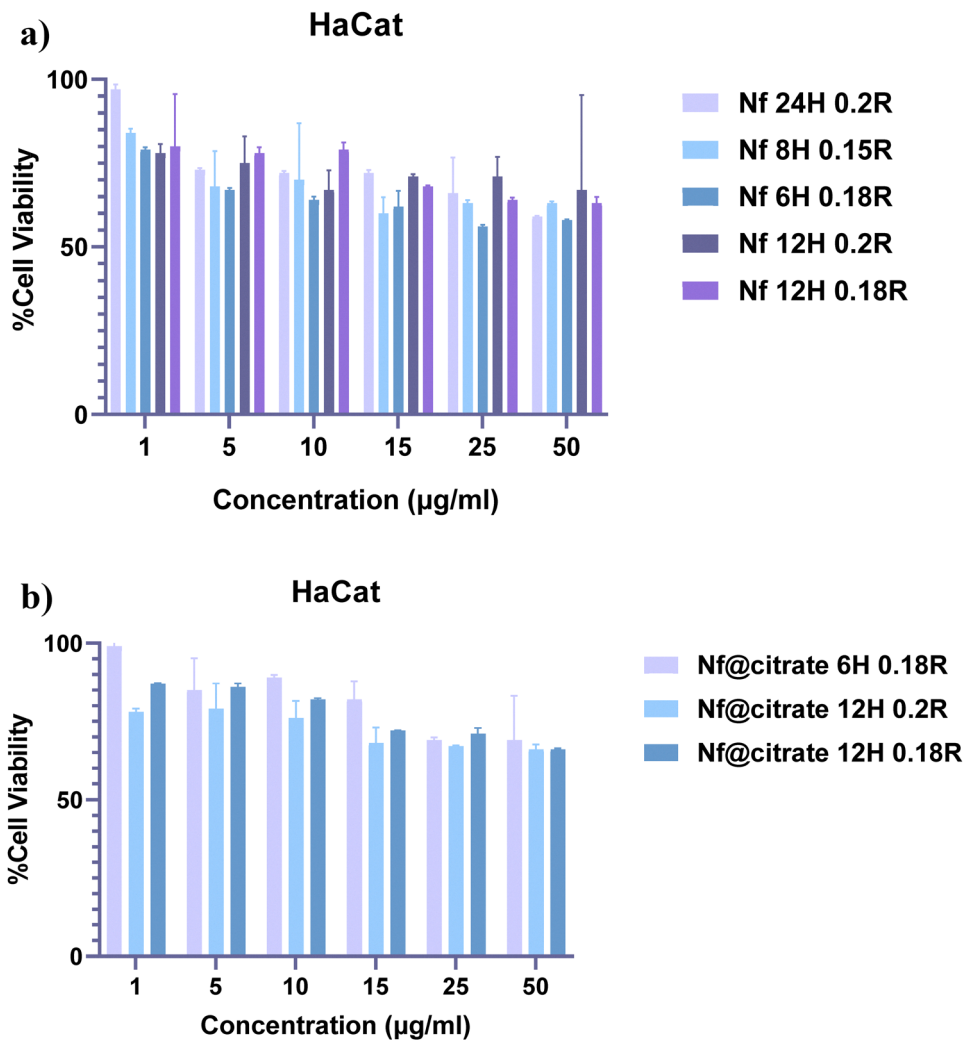 a)
HaCat
100
50
0
%Cell Viability
1 5 10 15 25 50
Concentration (µg/ml)
Nf 24H 0.2R
Nf 8H 0.15R
Nf 6H 0.18R
Nf 12H 0.2R
Nf 12H 0.18R
b)
HaCat
100
50
0
%Cell Viability
1 5 10 15 25 50
Concentration (µg/ml)
Nf@citrate 6H 0.18R
Nf@citrate 12H 0.2R
Nf@citrate 12H 0.18R